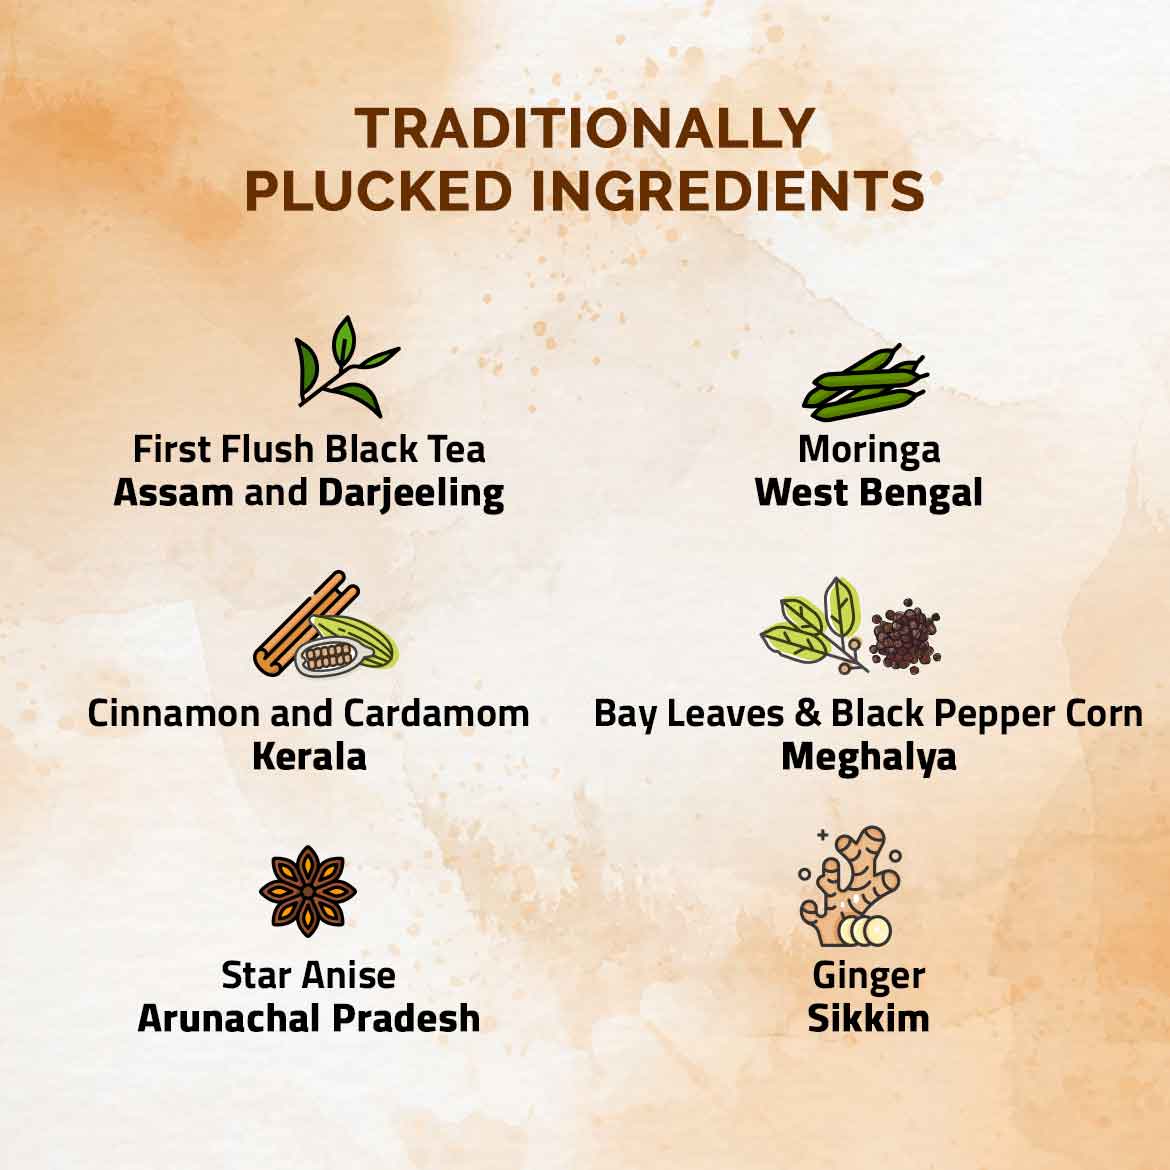 TRADITIONALLY
PLUCKED INGREDIENTS
First Flush Black Tea
Assam and Darjeeling
Moringa
West Bengal
Cinnamon and Cardamom
Kerala
Bay Leaves & Black Pepper Corn
Meghalya
Star Anise
Arunachal Pradesh
Ginger
Sikkim